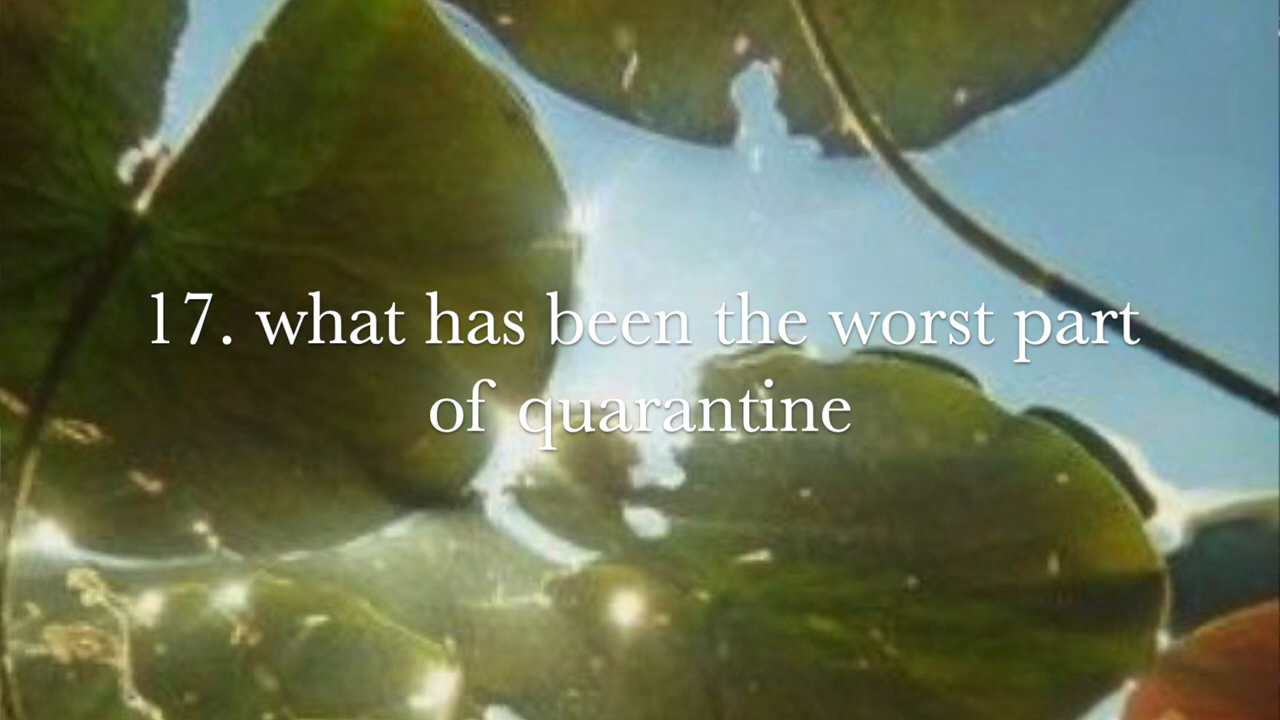 17. what has been the worst part
of quarantine